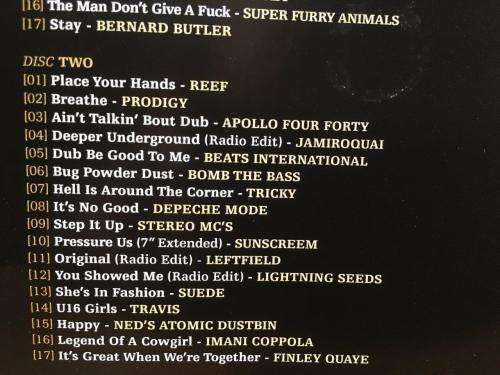 [16] The Man Don't Give A Fuck - SUPER FURRY ANIMALS
[17] Stay - BERNARD BUTLER
DISC TWO
[01] Place Your Hands - REEF
[02] Breathe - PRODIGY
[03] Ain't Talkin' Bout Dub - APOLLO FOUR FORTY
[04] Deeper Underground (Radio Edit) - JAMIROQUAI
[05] Dub Be Good To Me - BEATS INTERNATIONAL
[06] Bug Powder Dust - BOMB THE BASS
[07] Hell Is Around The Corner - TRICKY
[08] It's No Good - DEPECHE MODE
[09] Step It Up - STEREO MC'S
[10] Pressure Us (7" Extended) - SUNSCREEM
[11] Original (Radio Edit) - LEFTFIELD
[12] You Showed Me (Radio Edit) - LIGHTNING SEEDS
[13] She's In Fashion - SUEDE
[14] U16 Girls - TRAVIS
[15] Happy - NED'S ATOMIC DUSTBIN
[16] Legend Of A Cowgirl - IMANI COPPOLA
[17] It's Great When We're Together - FINLEY QUAYE